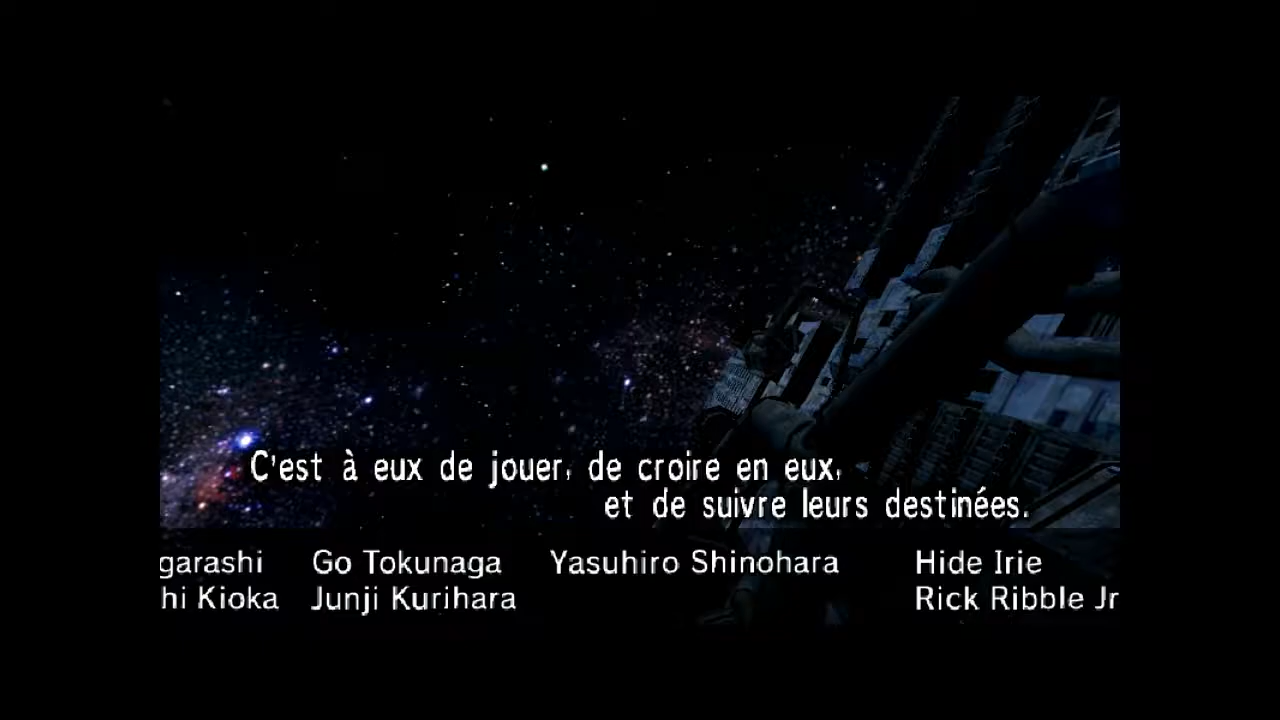 C'est à eux de jouer, de croire en eux,
et de suivre leurs destinées.
garashi Go Tokunaga Yasuhiro Shinohara Hide Irie
hi Kioka Junji Kurihara Rick Ribble Jr